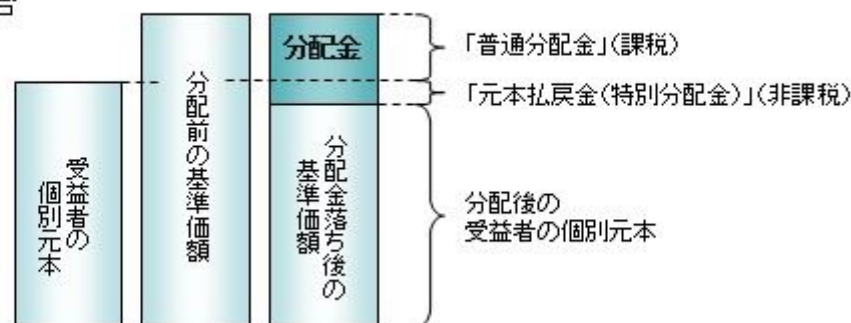 受益者の
個別元本
分配前の基準価額
分配金
分配金落ち後の
基準価額
「普通分配金」(課税)
「元本払戻金(特別分配金)」(非課税)
分配後の
受益者の個別元本